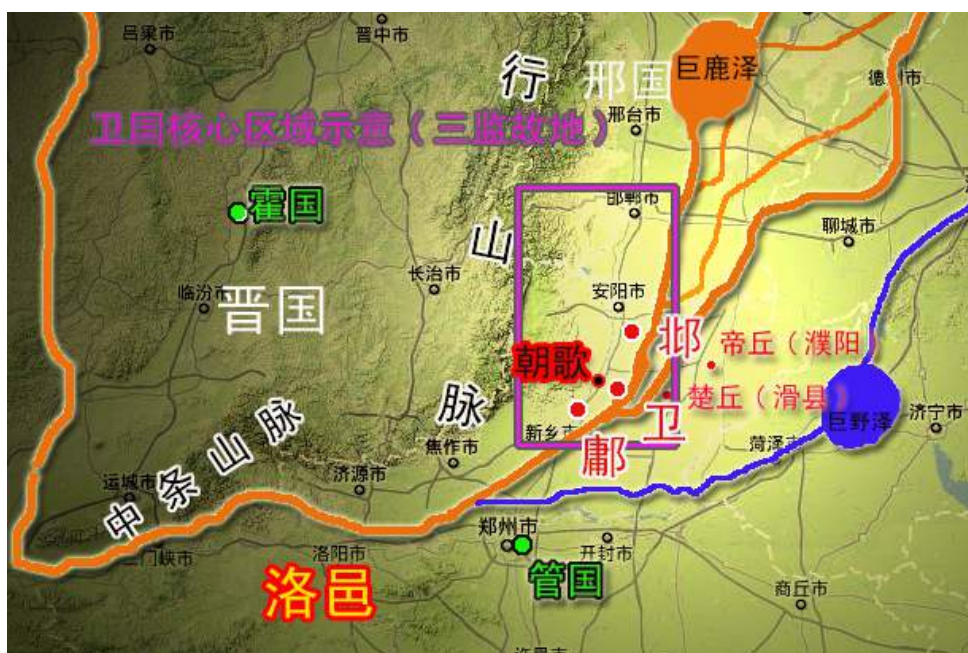 吕梁市
晋中市
行
邢国
巨鹿泽
德州市
卫国核心区域示意（三监故地）
邢台市
霍国
邯郸市
聊城市
山
长治市
临汾市
晋国
安阳市
邶
帝丘（濮阳）
朝歌
楚丘（滑县）
脉
卫
巨野泽
济宁市
新乡市
菏泽市
鄘
焦作市
中条山脉
济源市
运城市
郑州市
三门峡市
洛阳市
开封市
洛邑
管国
商丘市